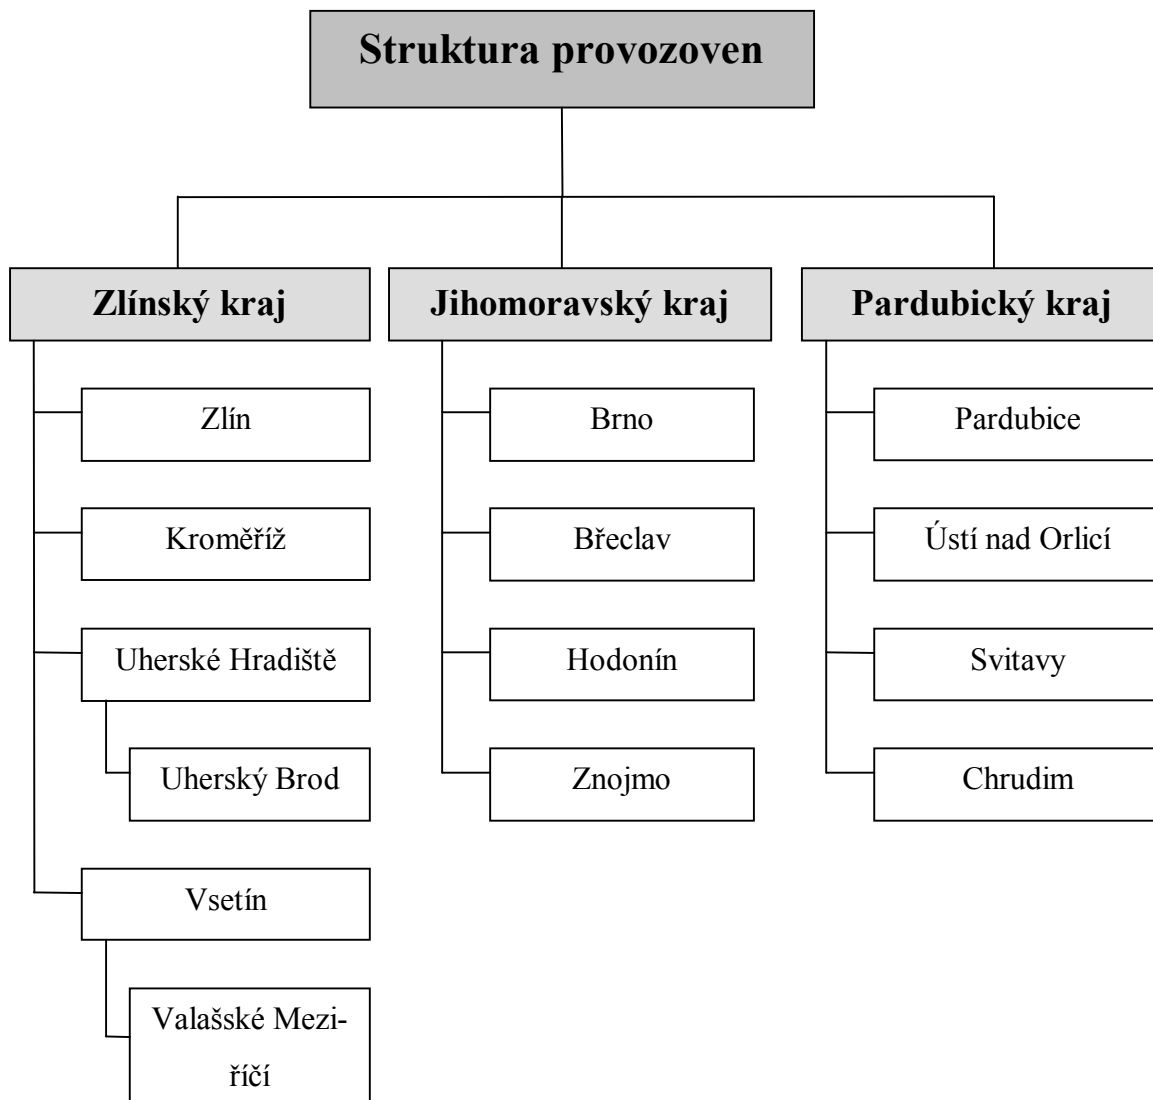 Struktura provozoven
Zlínský kraj
Zlín
Kroměříž
Uherské Hradiště
Uherský Brod
Vsetín
Valašské Mezi-
říčí
Jihomoravský kraj
Brno
Břeclav
Hodonín
Znojmo
Pardubický kraj
Pardubice
Ústí nad Orlicí
Svitavy
Chrudim